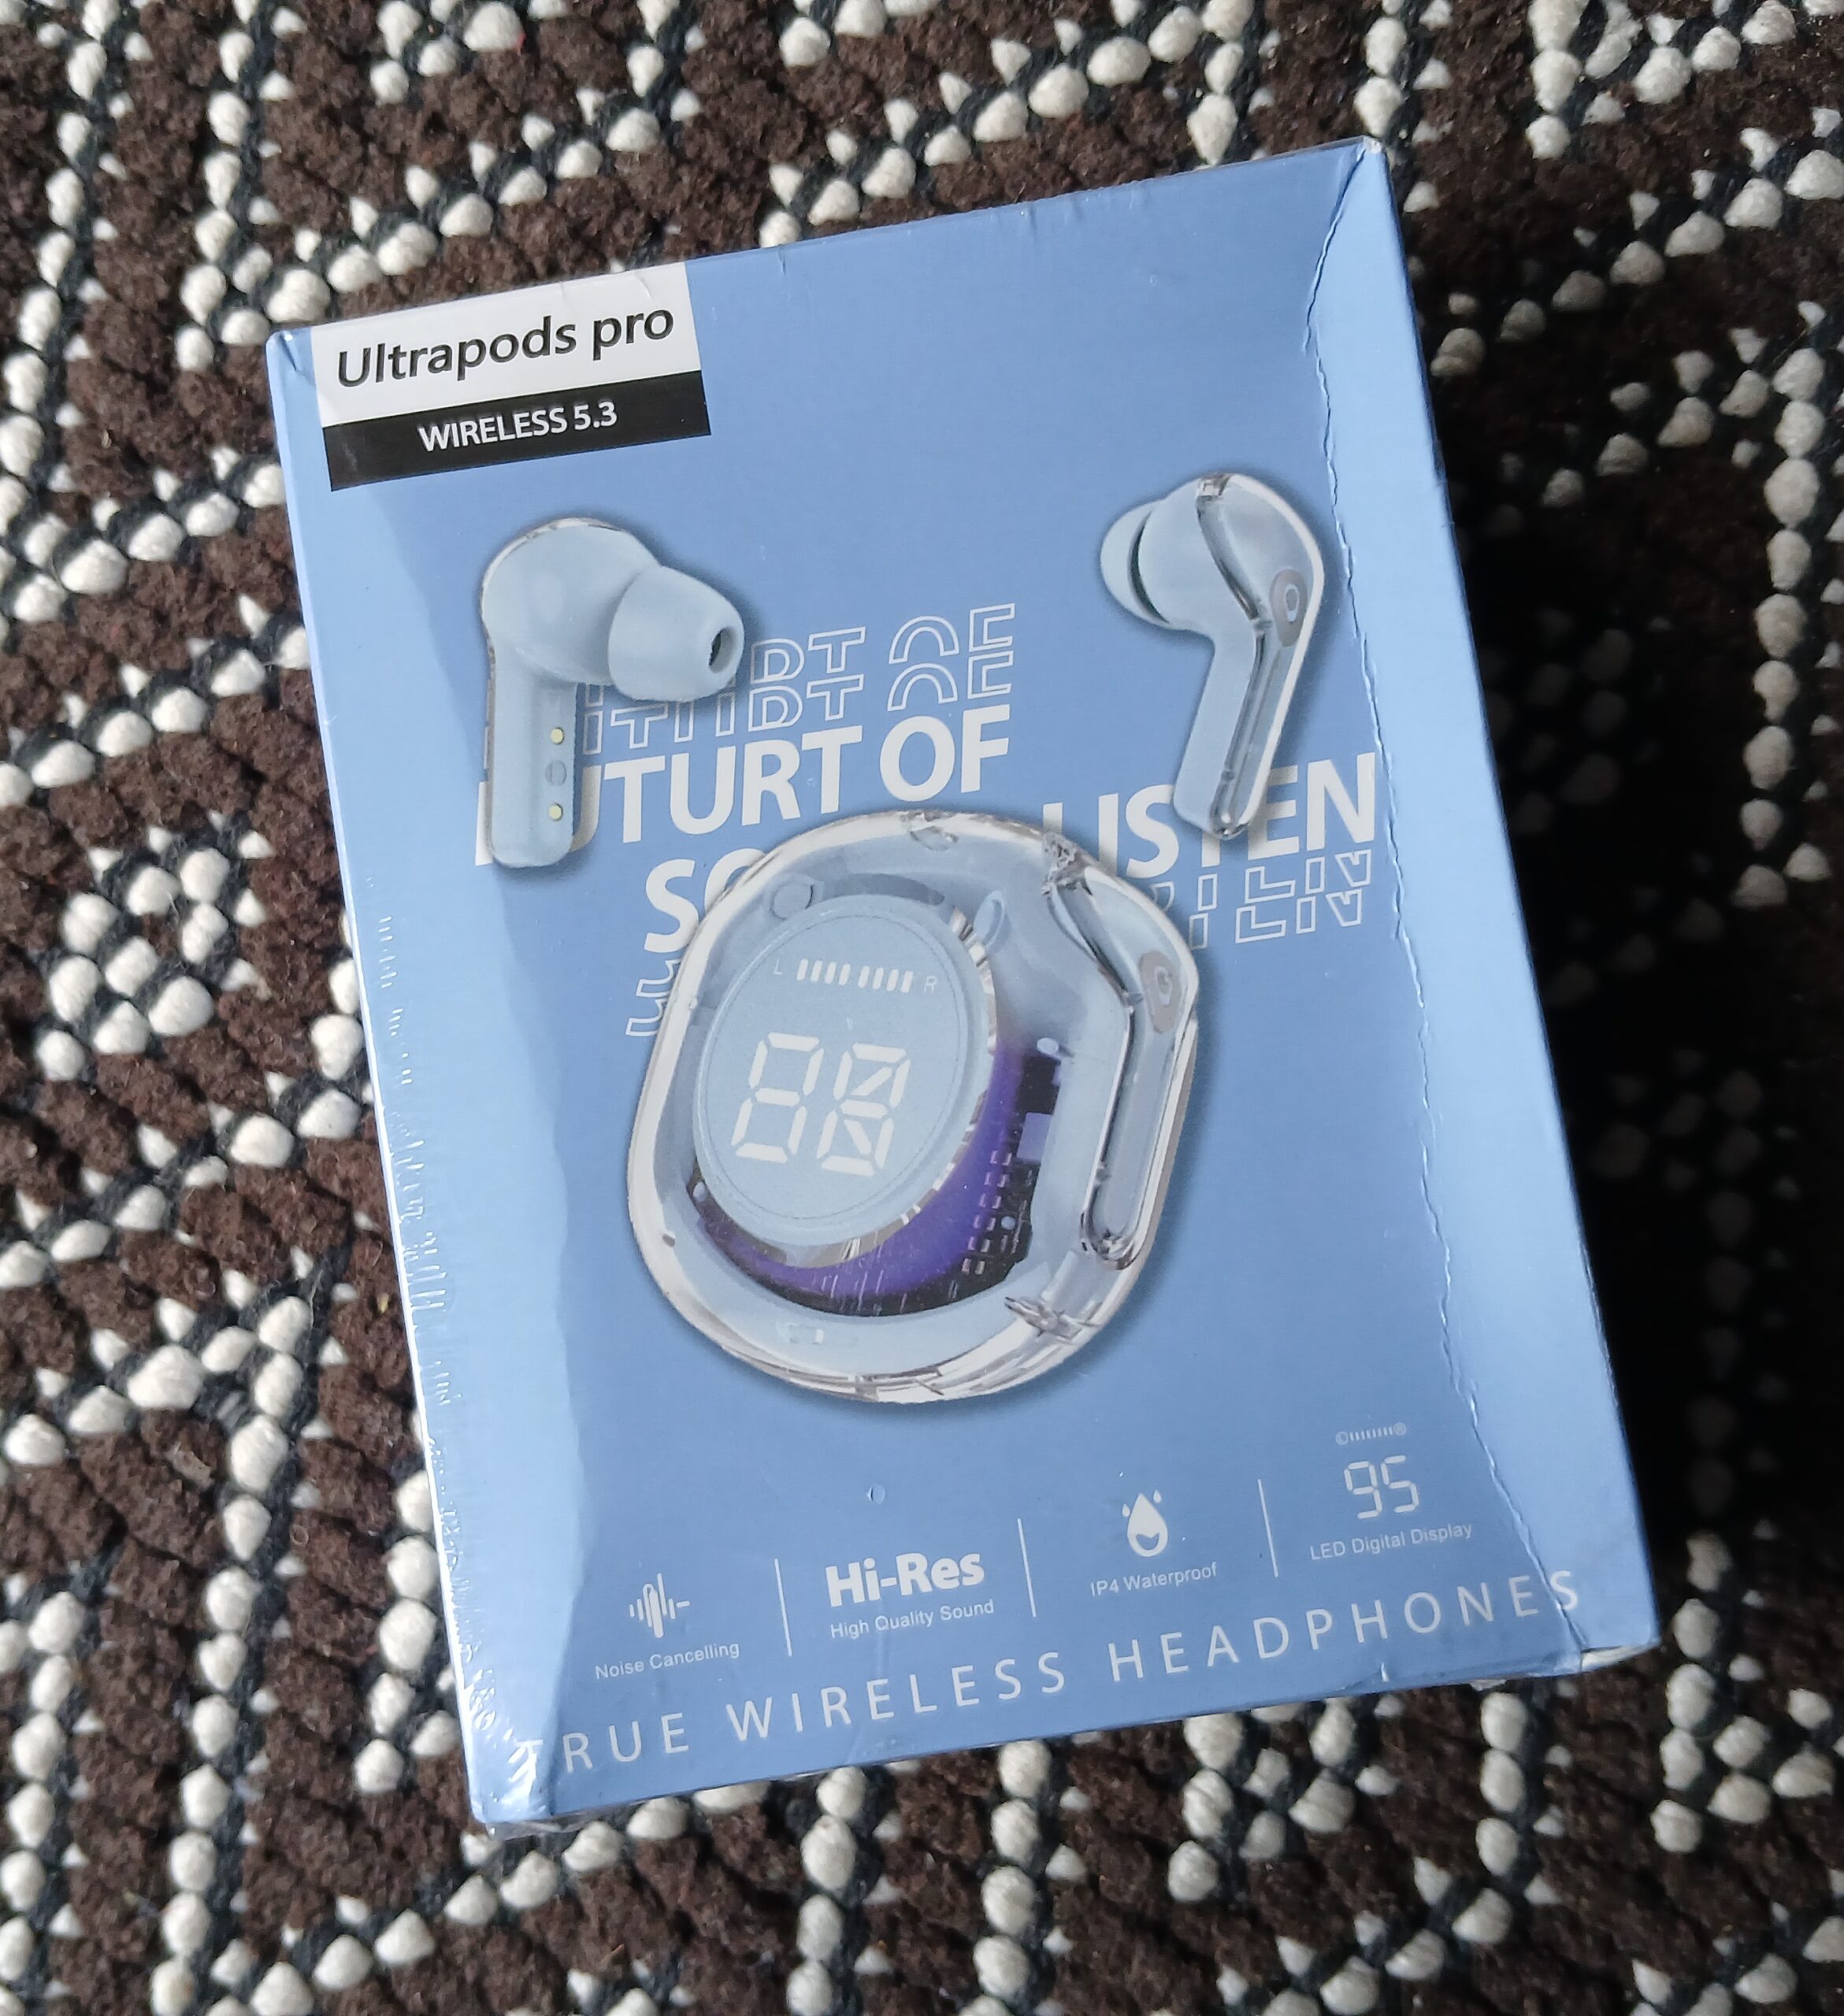 Ultrapods pro
WIRELESS 5.3
UTURT OF
LISTEN
L R
88
95
LED Digital Display
IP4 Waterproof
Hi-Res
High Quality Sound
Noise Cancelling
TRUE WIRELESS HEADPHONES